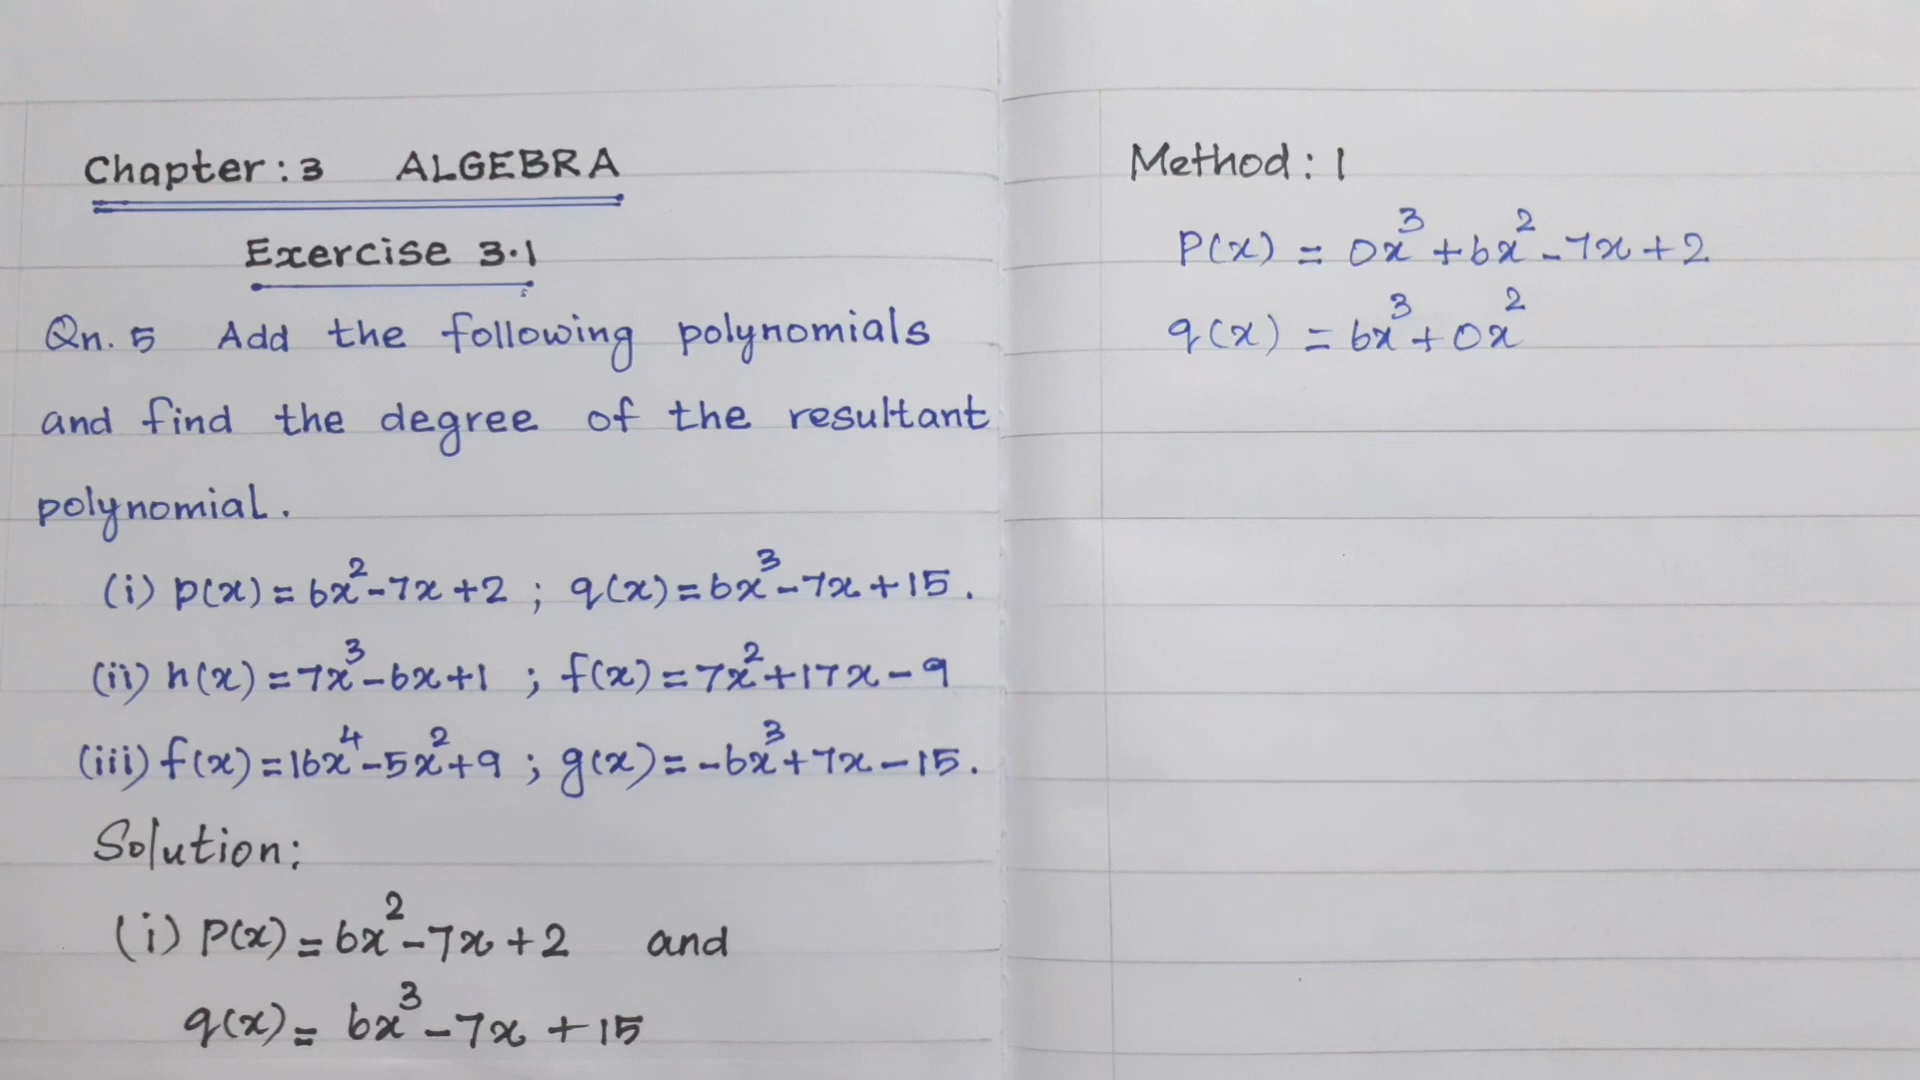 Chapter: 3 ALGEBRA
Exercise 3.1
Qn. 5 Add the following polynomials
and find the degree of the resultant
polynomial.
(i) p(x) = 6x² - 7x + 2 ; q(x) = 6x³ - 7x + 15.
(ii) h(x) = 7x³ - 6x + 1 ; f(x) = 7x² + 17x - 9
(iii) f(x) = 16x⁴ - 5x² + 9 ; g(x) = -6x³ + 7x - 15.
Solution:
(i) P(x) = 6x² - 7x + 2 and
q(x) = 6x³ - 7x + 15
Method: 1
P(x) = 0x³ + 6x² - 7x + 2
q(x) = 6x³ + 0x²